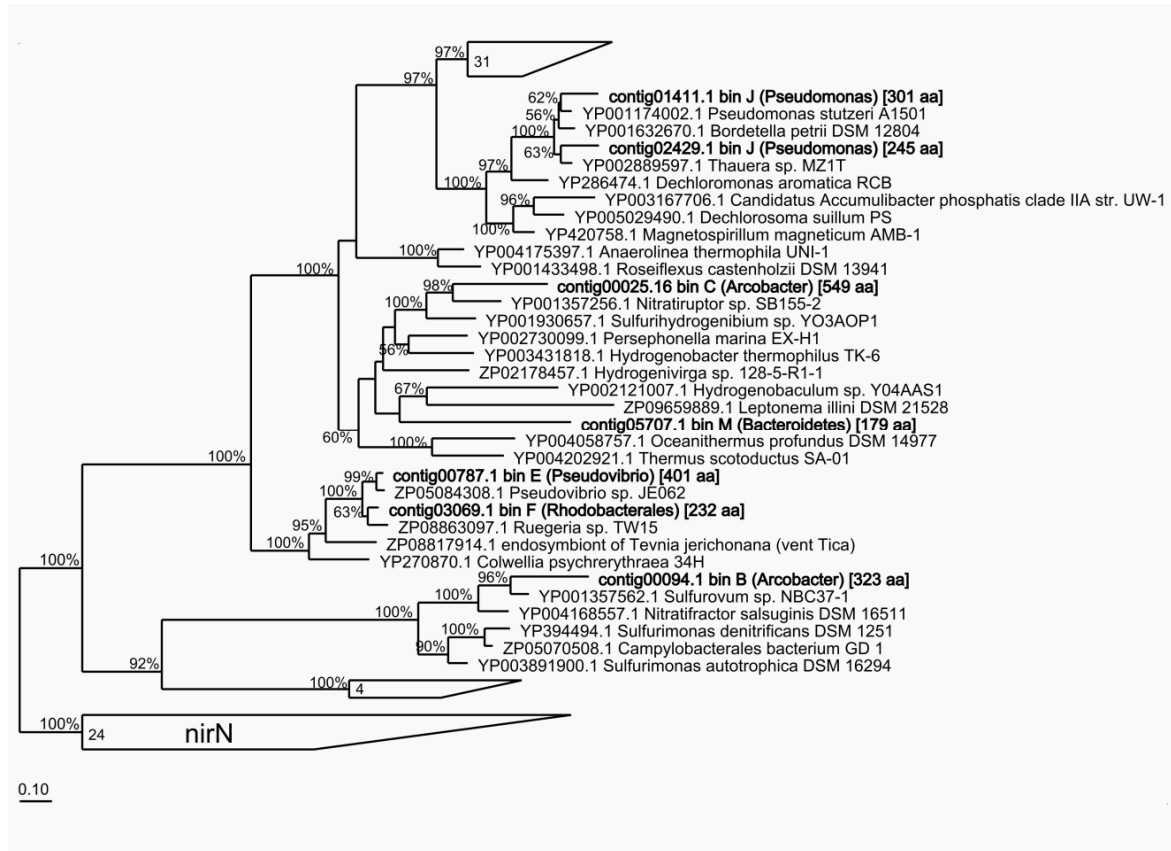 97%
31
97%
62%
contig01411.1 bin J (Pseudomonas) [301 aa]
56%
YP001174002.1 Pseudomonas stutzeri A1501
100%
YP001632670.1 Bordetella petrii DSM 12804
63%
contig02429.1 bin J (Pseudomonas) [245 aa]
97%
YP002889597.1 Thauera sp. MZ1T
100%
YP286474.1 Dechloromonas aromatica RCB
96%
YP003167706.1 Candidatus Accumulibacter phosphatis clade IIA str. UW-1
YP005029490.1 Dechlorosoma suillum PS
100%
YP420758.1 Magnetospirillum magneticum AMB-1
100%
YP004175397.1 Anaerolinea thermophila UNI-1
100%
YP001433498.1 Roseiflexus castenholzii DSM 13941
98%
contig00025.16 bin C (Arcobacter) [549 aa]
100%
YP001357256.1 Nitratiruptor sp. SB155-2
YP001930657.1 Sulfurihydrogenibium sp. YO3AOP1
YP002730099.1 Persephonella marina EX-H1
56%
YP003431818.1 Hydrogenobacter thermophilus TK-6
ZP02178457.1 Hydrogenivirga sp. 128-5-R1-1
67%
YP002121007.1 Hydrogenobaculum sp. Y04AAS1
ZP09659889.1 Leptonema illini DSM 21528
contig05707.1 bin M (Bacteroidetes) [179 aa]
60%
100%
YP004058757.1 Oceanithermus profundus DSM 14977
YP004202921.1 Thermus scotoductus SA-01
100%
99%
contig00787.1 bin E (Pseudovibrio) [401 aa]
100%
ZP05084308.1 Pseudovibrio sp. JE062
63%
contig03069.1 bin F (Rhodobacterales) [232 aa]
95%
ZP08863097.1 Ruegeria sp. TW15
100%
ZP08817914.1 endosymbiont of Tevnia jerichonana (vent Tica)
YP270870.1 Colwellia psychrerythraea 34H
100%
96%
contig00094.1 bin B (Arcobacter) [323 aa]
100%
YP001357562.1 Sulfurovum sp. NBC37-1
100%
YP004168557.1 Nitratifractor salsuginis DSM 16511
100%
YP394494.1 Sulfurimonas denitrificans DSM 1251
90%
ZP05070508.1 Campylobacterales bacterium GD 1
92%
YP003891900.1 Sulfurimonas autotrophica DSM 16294
100%
4
100%
24
nirN
0.10